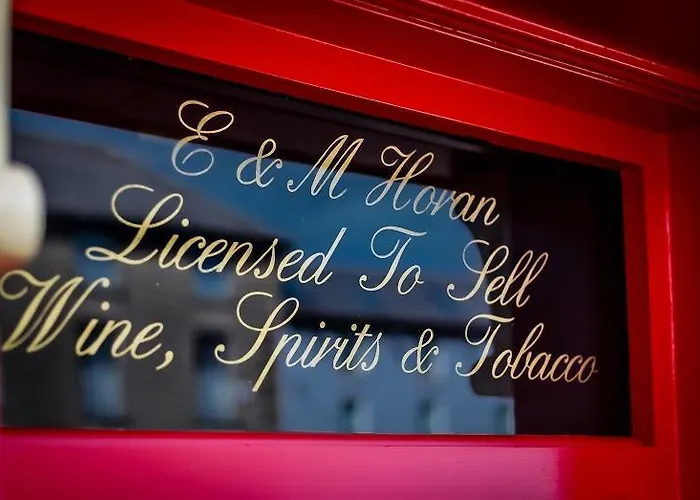 E & M Horan
Licensed To Sell
Wine, Spirits & Tobacco